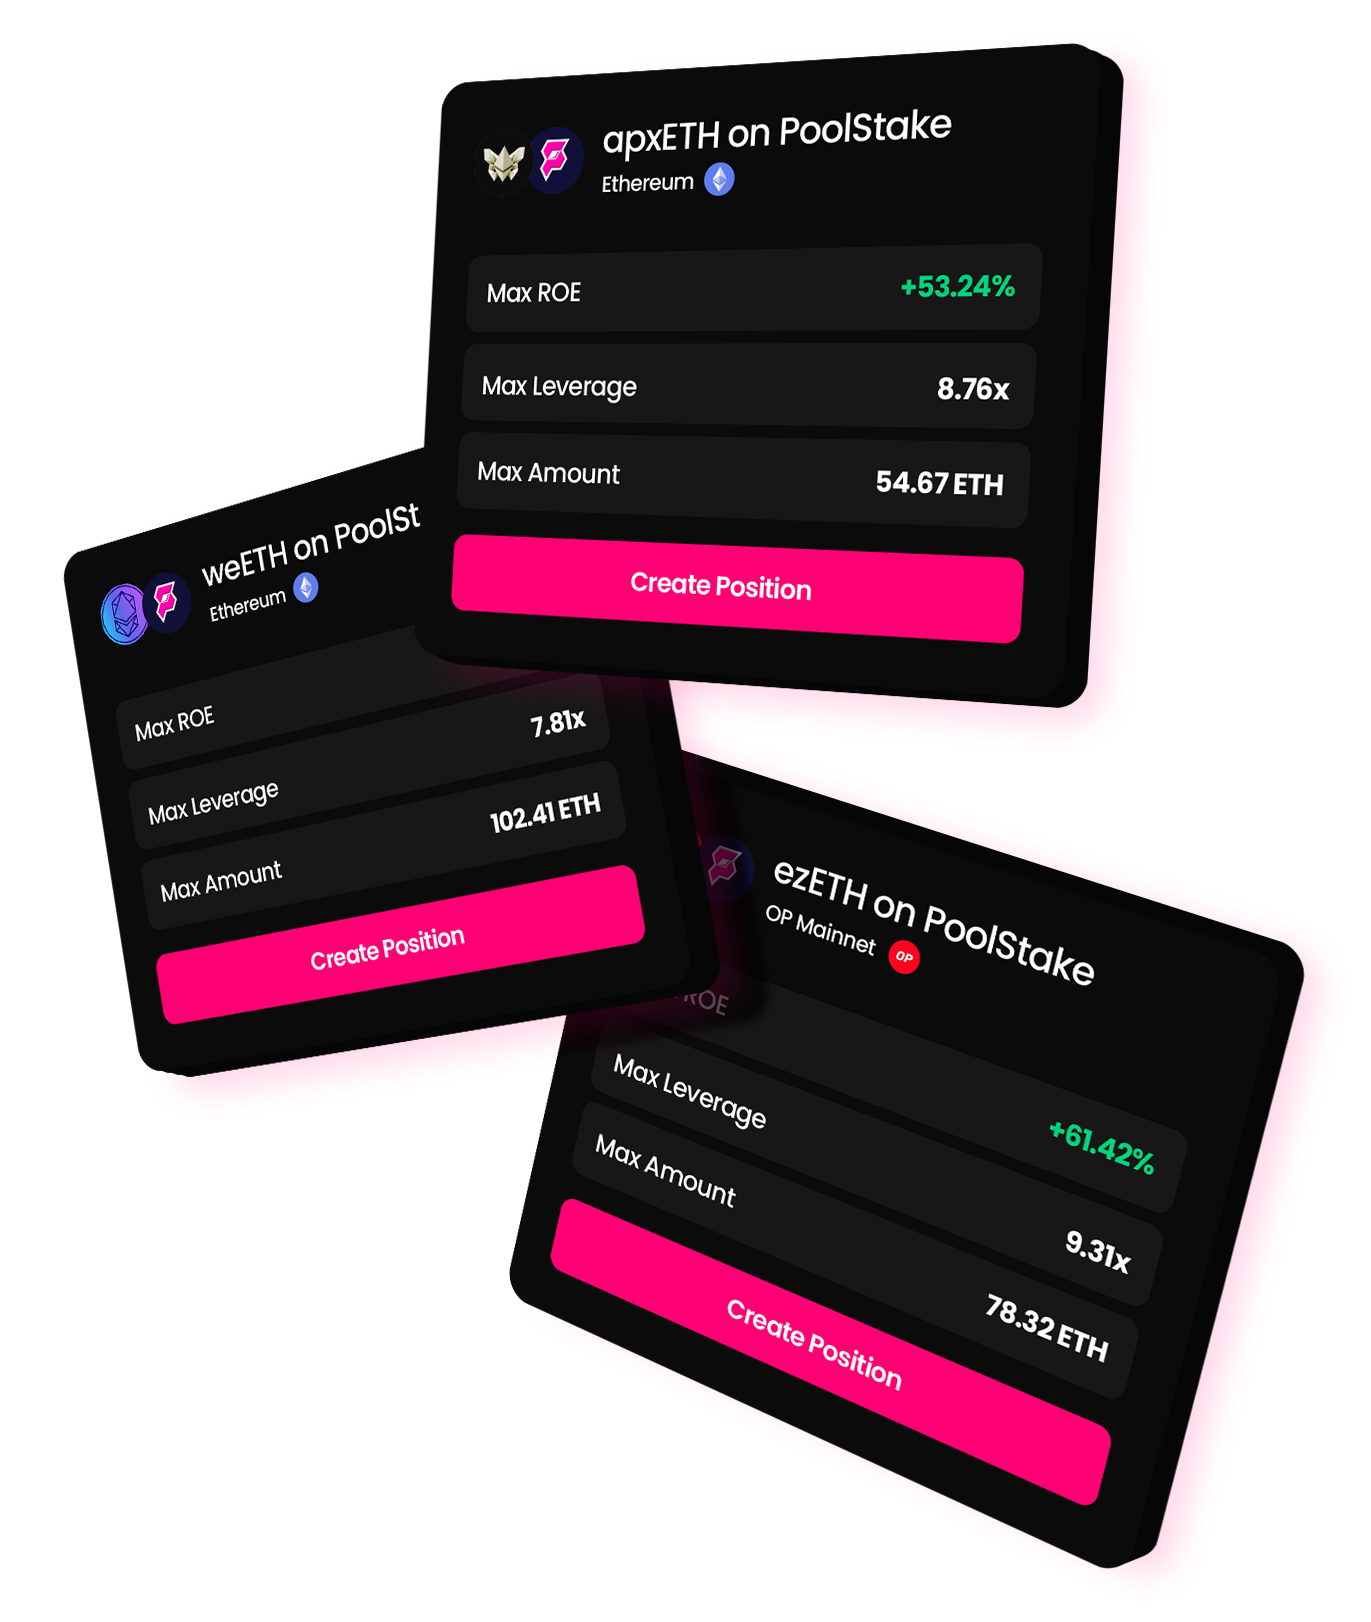 apxETH on PoolStake
Ethereum
Max ROE +53.24%
Max Leverage 8.76x
Max Amount 54.67 ETH
Create Position
weETH on PoolSt
Ethereum
Max ROE
Max Leverage 7.81x
Max Amount 102.41 ETH
Create Position
ezETH on PoolStake
OP Mainnet OP
ROE +61.42%
Max Leverage 9.31x
Max Amount 78.32 ETH
Create Position